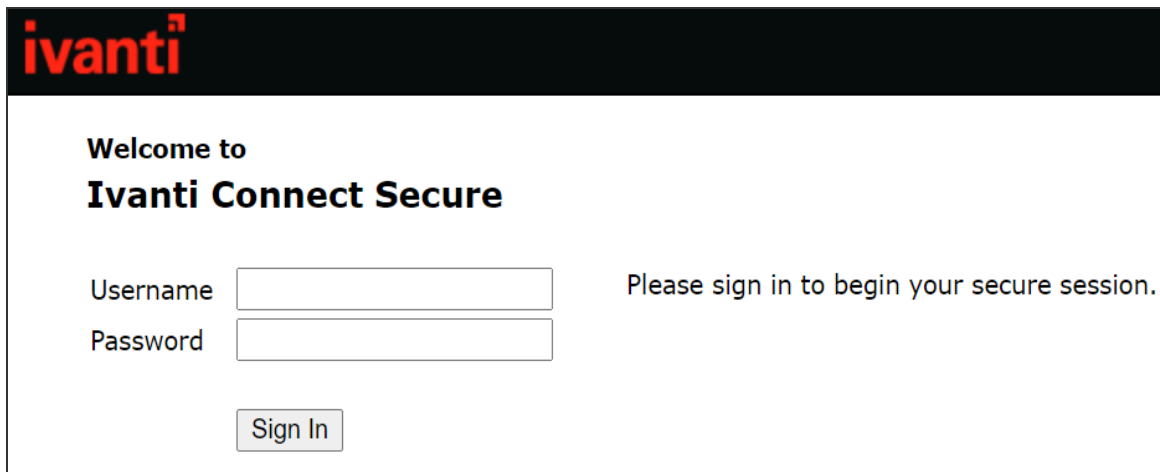 ivanti
Welcome to
Ivanti Connect Secure
Username
Please sign in to begin your secure session.
Password
Sign In